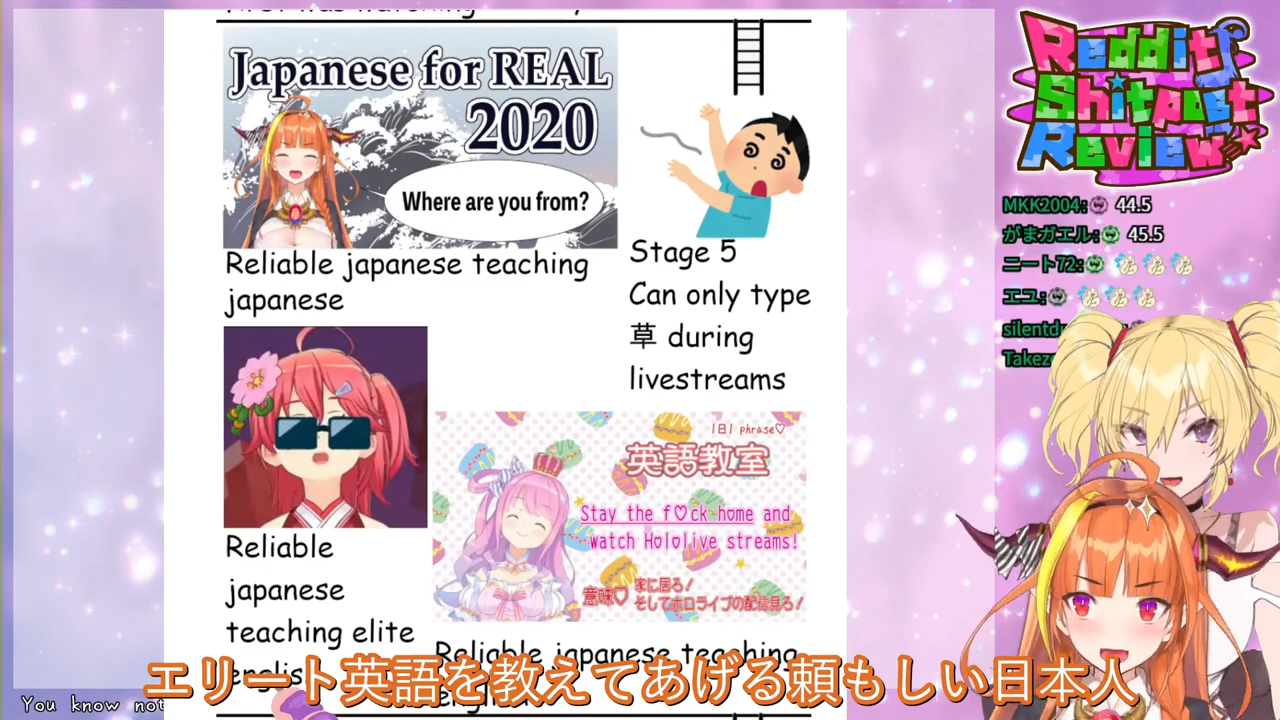 Japanese for REAL
2020
Where are you from?
Reliable japanese teaching
japanese
Stage 5
Can only type
草 during
livestreams
1日1 phrase♡
英語教室
Stay the f♡ck home and
watch Hololive streams!
意味♡ 家に居ろ!
そしてホロライブの配信見ろ!
Reliable
japanese
teaching elite
Reliable japanese teaching
エリート英語を教えてあげる頼もしい日本人
You know not
Reddit
Shitpost
Review
MKK2004: 44.5
がまガエル: 45.5
ニート72:
エユ:
silentd
Takez